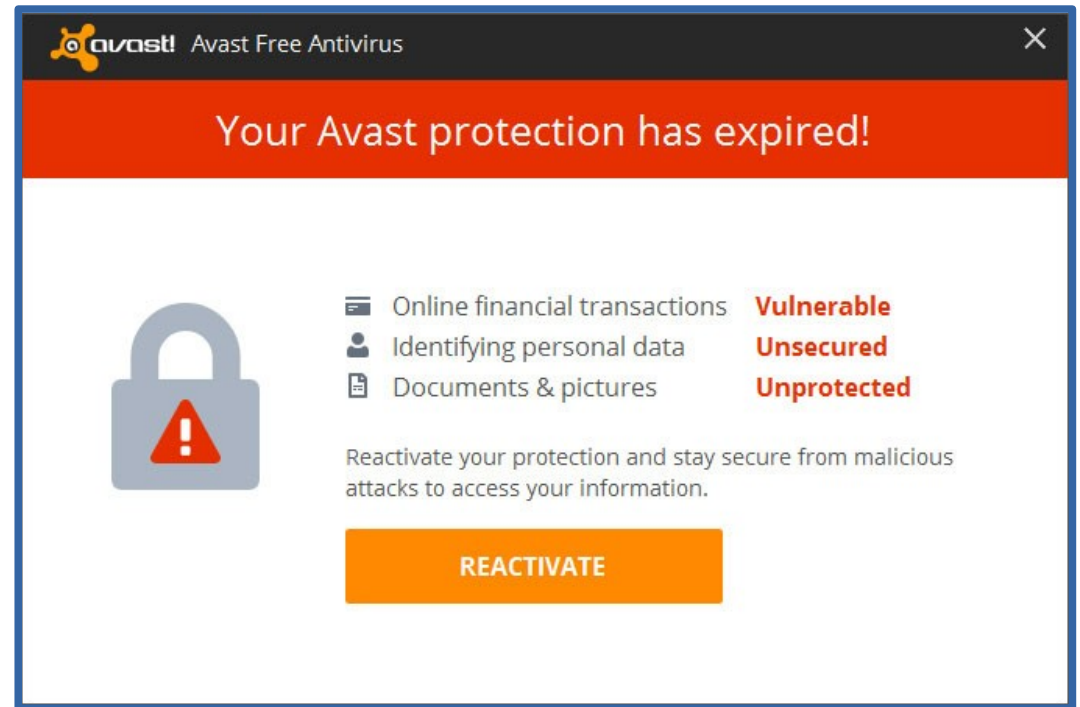 avast! Avast Free Antivirus
Your Avast protection has expired!
Online financial transactions Vulnerable
Identifying personal data Unsecured
Documents & pictures Unprotected
Reactivate your protection and stay secure from malicious
attacks to access your information.
REACTIVATE